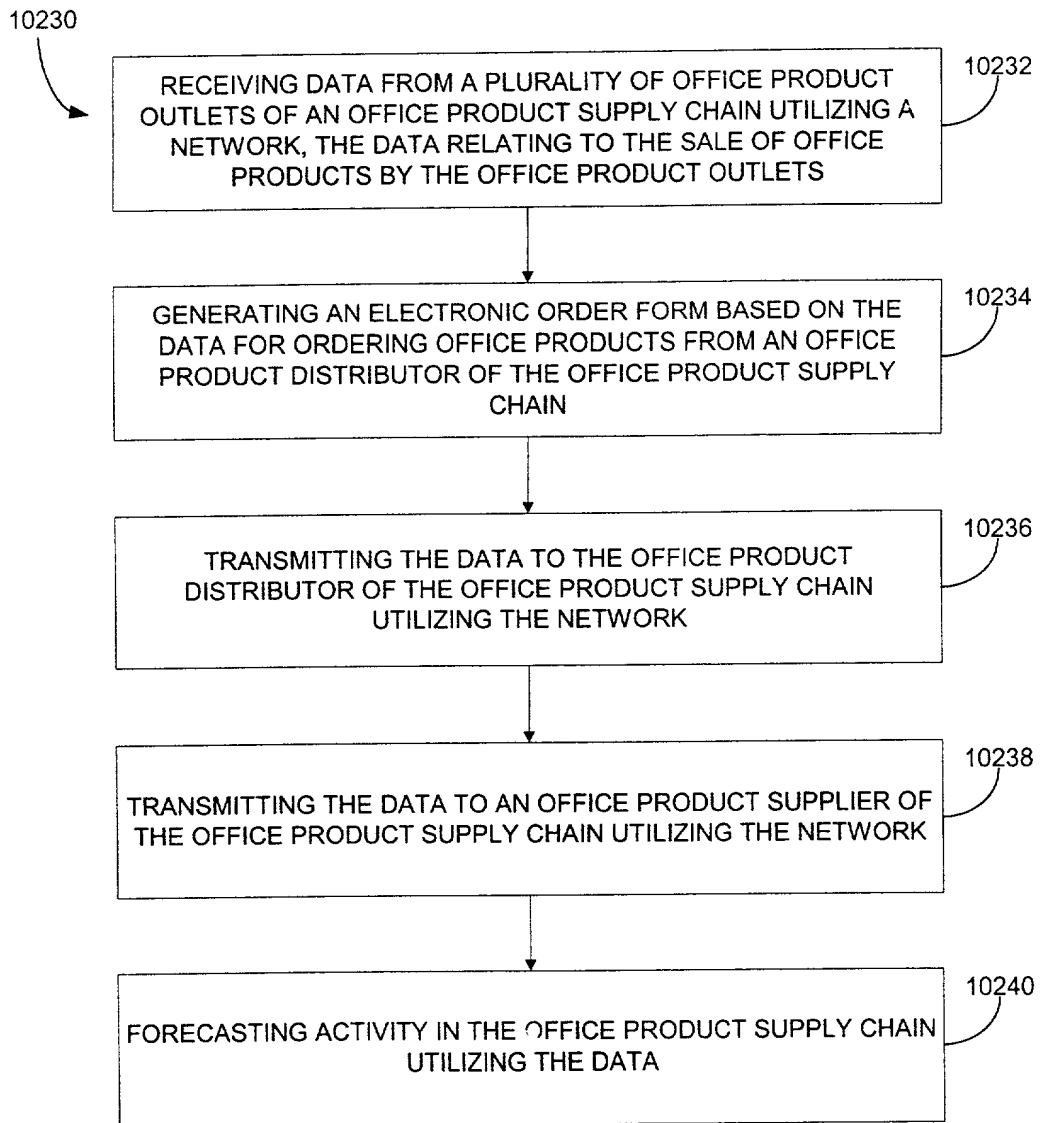 10230
10232
RECEIVING DATA FROM A PLURALITY OF OFFICE PRODUCT
OUTLETS OF AN OFFICE PRODUCT SUPPLY CHAIN UTILIZING A
NETWORK, THE DATA RELATING TO THE SALE OF OFFICE
PRODUCTS BY THE OFFICE PRODUCT OUTLETS
10234
GENERATING AN ELECTRONIC ORDER FORM BASED ON THE
DATA FOR ORDERING OFFICE PRODUCTS FROM AN OFFICE
PRODUCT DISTRIBUTOR OF THE OFFICE PRODUCT SUPPLY
CHAIN
10236
TRANSMITTING THE DATA TO THE OFFICE PRODUCT
DISTRIBUTOR OF THE OFFICE PRODUCT SUPPLY CHAIN
UTILIZING THE NETWORK
10238
TRANSMITTING THE DATA TO AN OFFICE PRODUCT SUPPLIER OF
THE OFFICE PRODUCT SUPPLY CHAIN UTILIZING THE NETWORK
10240
FORECASTING ACTIVITY IN THE OFFICE PRODUCT SUPPLY CHAIN
UTILIZING THE DATA